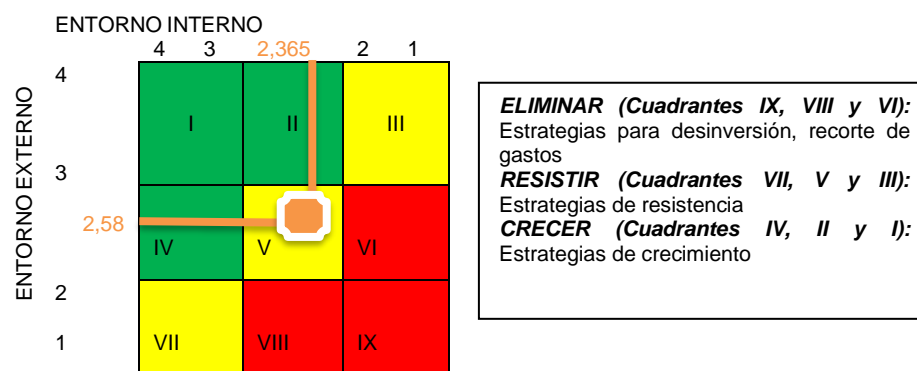 ENTORNO INTERNO
4 3 2,365 2 1
4
I II III
ENTORNO EXTERNO
3
2,58
IV V VI
2
1 VII VIII IX
ELIMINAR (Cuadrantes IX, VIII y VI):
Estrategias para desinversión, recorte de
gastos
RESISTIR (Cuadrantes VII, V y III):
Estrategias de resistencia
CRECER (Cuadrantes IV, II y I):
Estrategias de crecimiento